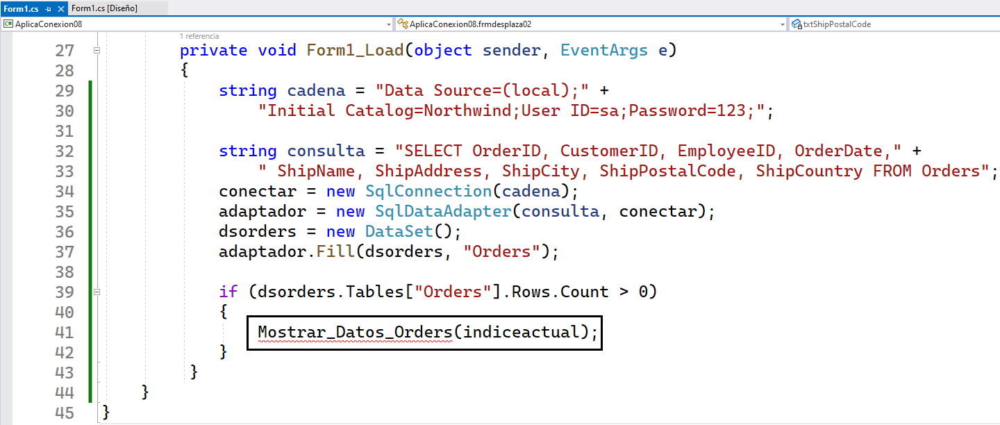 Form1.cs Form1.cs [Diseño]
C# AplicaConexion08 AplicaConexion08.frmdesplaza02 txtShipPostalCode
1 referencia
27 private void Form1_Load(object sender, EventArgs e)
28 {
29 string cadena = "Data Source=(local);" +
30 "Initial Catalog=Northwind;User ID=sa;Password=123;";
31
32 string consulta = "SELECT OrderID, CustomerID, EmployeeID, OrderDate," +
33 " ShipName, ShipAddress, ShipCity, ShipPostalCode, ShipCountry FROM Orders";
34 conectar = new SqlConnection(cadena);
35 adaptador = new SqlDataAdapter(consulta, conectar);
36 dsorders = new DataSet();
37 adaptador.Fill(dsorders, "Orders");
38
39 if (dsorders.Tables["Orders"].Rows.Count > 0)
40 {
41 Mostrar_Datos_Orders(indiceactual);
42 }
43 }
44 }
45 }